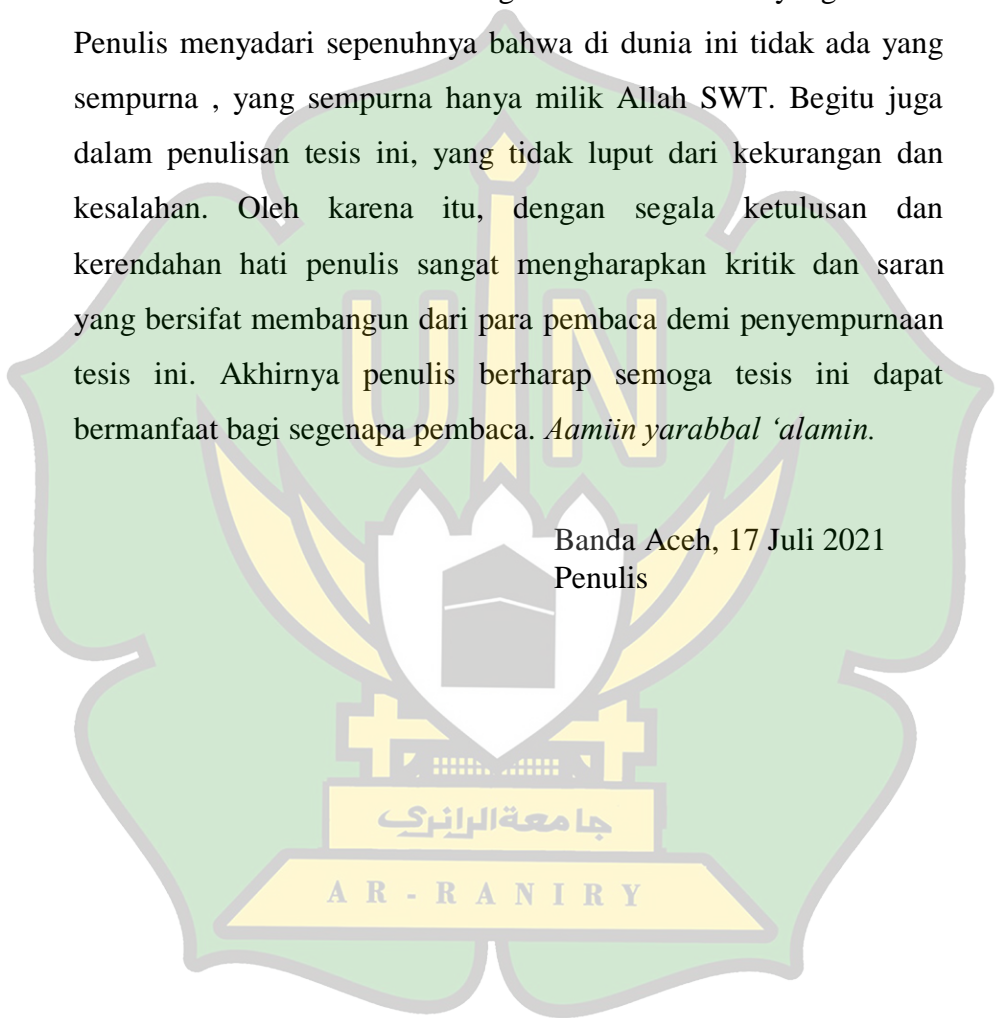 Penulis menyadari sepenuhnya bahwa di dunia ini tidak ada yang
sempurna , yang sempurna hanya milik Allah SWT. Begitu juga
dalam penulisan tesis ini, yang tidak luput dari kekurangan dan
kesalahan. Oleh karena itu, dengan segala ketulusan dan
kerendahan hati penulis sangat mengharapkan kritik dan saran
yang bersifat membangun dari para pembaca demi penyempurnaan
tesis ini. Akhirnya penulis berharap semoga tesis ini dapat
bermanfaat bagi segenapa pembaca. Aamiin yarabbal ‘alamin.
UIN
Banda Aceh, 17 Juli 2021
Penulis
جامعة الرانري
AR-RANIRY